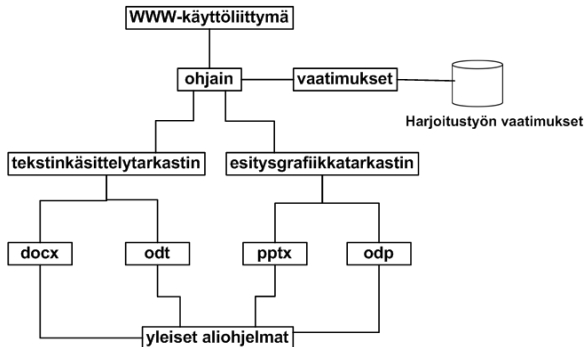 WWW-käyttöliittymä
ohjain
vaatimukset
Harjoitustyön vaatimukset
tekstinkäsittelytarkastin
esitysgrafiikkatarkastin
docx
odt
pptx
odp
yleiset aliohjelmat